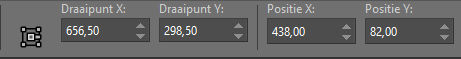 Draaipunt X: Draaipunt Y: Positie X: Positie Y:
656,50 298,50 438,00 82,00